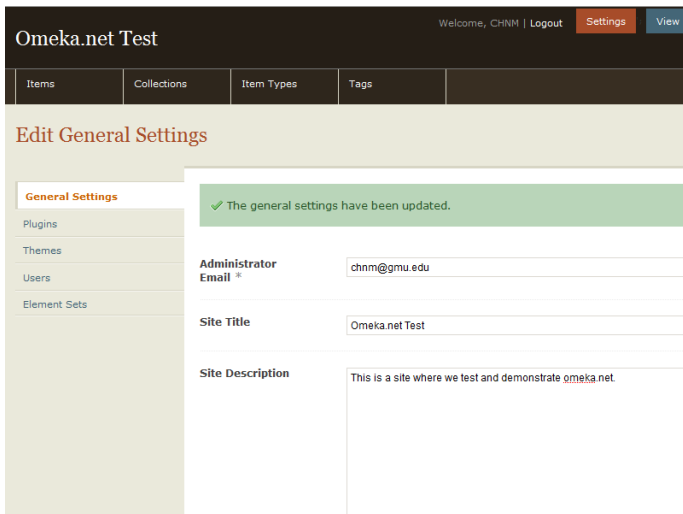 Welcome, CHNM | Logout
Settings
View
Omeka.net Test
Items
Collections
Item Types
Tags
Edit General Settings
General Settings
Plugins
Themes
Users
Element Sets
The general settings have been updated.
Administrator
Email *
chnm@gmu.edu
Site Title
Omeka.net Test
Site Description
This is a site where we test and demonstrate omeka.net.